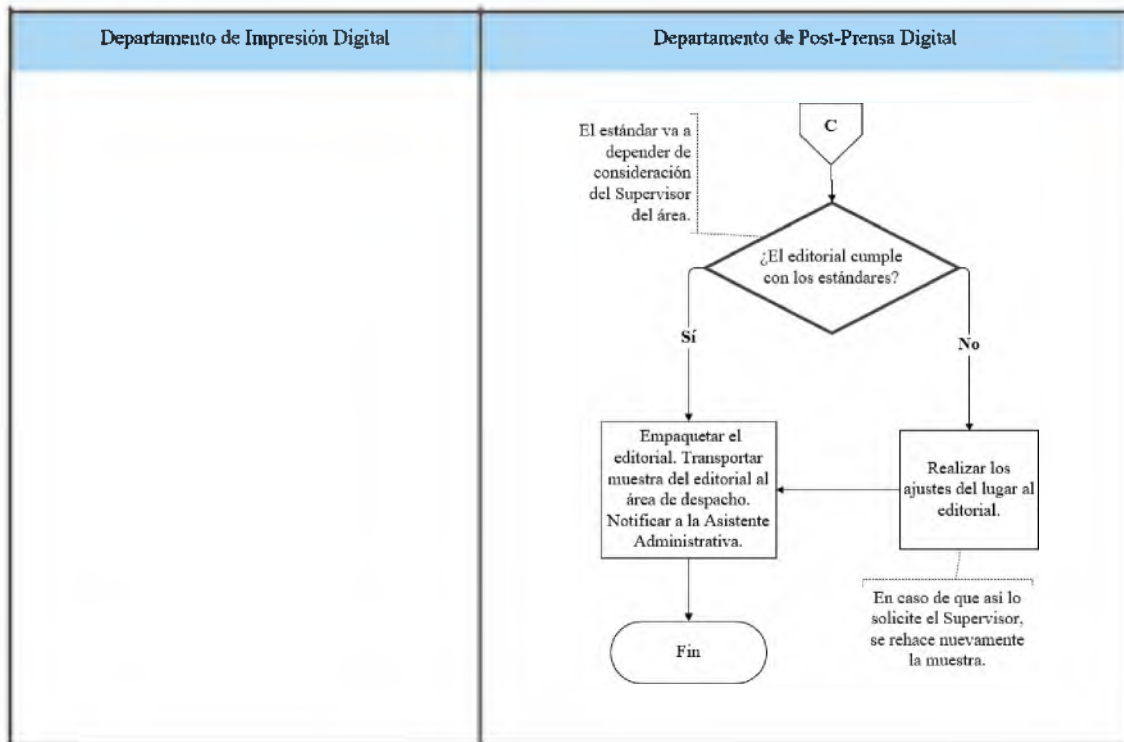 Departamento de Impresión Digital
Departamento de Post-Prensa Digital
C
El estándar va a
depender de
consideración
del Supervisor
del área.
¿El editorial cumple
con los estándares?
Sí
No
Empaquetar el
editorial. Transportar
muestra del editorial al
área de despacho.
Notificar a la Asistente
Administrativa.
Realizar los
ajustes del lugar al
editorial.
En caso de que así lo
solicite el Supervisor,
se rehace nuevamente
la muestra.
Fin